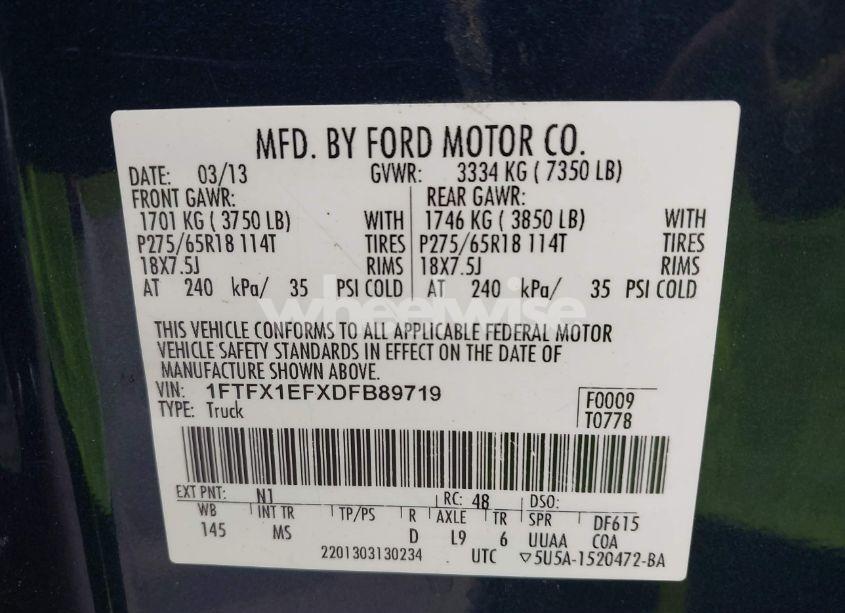 MFD. BY FORD MOTOR CO.
DATE: 03/13 GVWR: 3334 KG ( 7350 LB)
FRONT GAWR: REAR GAWR:
1701 KG ( 3750 LB) WITH 1746 KG ( 3850 LB) WITH
P275/65R18 114T TIRES P275/65R18 114T TIRES
18X7.5J RIMS 18X7.5J RIMS
AT 240 kPa/ 35 PSI COLD AT 240 kPa/ 35 PSI COLD
wheelwise
THIS VEHICLE CONFORMS TO ALL APPLICABLE FEDERAL MOTOR
VEHICLE SAFETY STANDARDS IN EFFECT ON THE DATE OF
MANUFACTURE SHOWN ABOVE.
VIN: 1FTFX1EFXDFB89719 F0009
TYPE: Truck T0778
EXT PNT: N1 RC: 48 DSO:
WB INT TR TP/PS R AXLE TR SPR DF615
145 MS D L9 6 UUAA COA
2201303130234 UTC ▽5U5A-1520472-BA